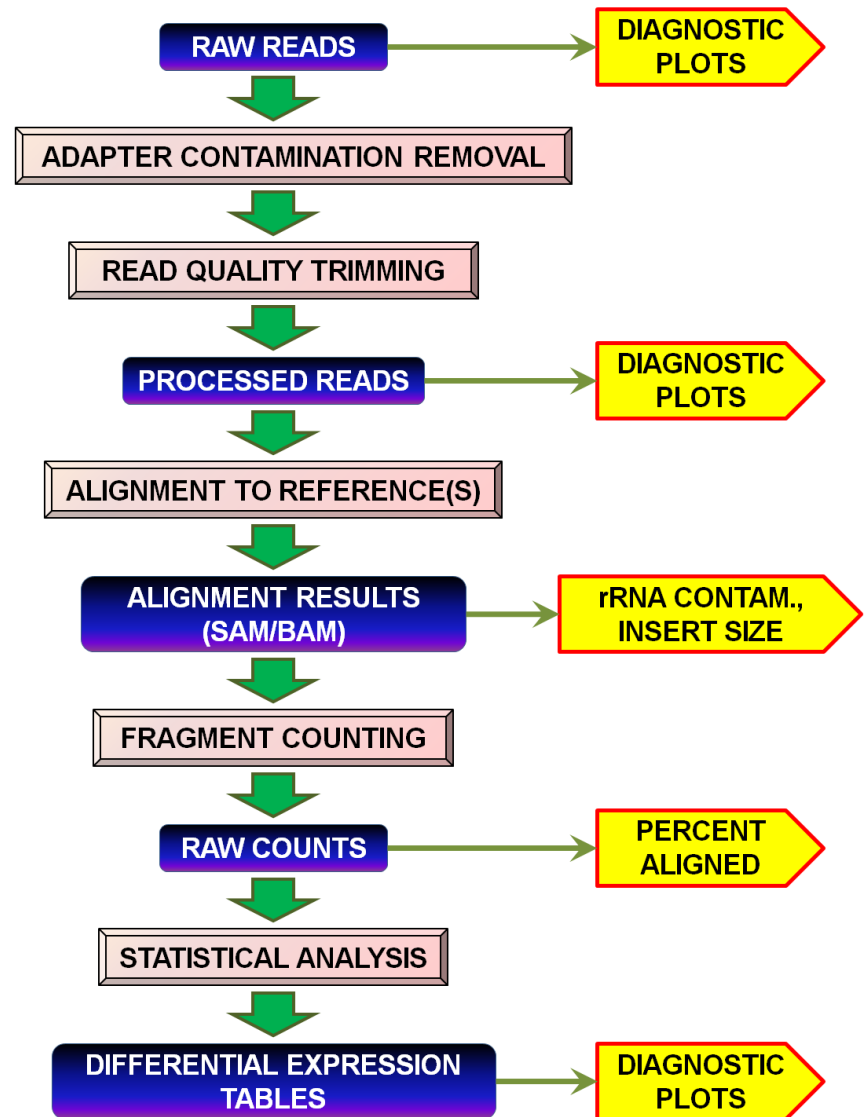 RAW READS
DIAGNOSTIC
PLOTS
ADAPTER CONTAMINATION REMOVAL
READ QUALITY TRIMMING
PROCESSED READS
DIAGNOSTIC
PLOTS
ALIGNMENT TO REFERENCE(S)
ALIGNMENT RESULTS
(SAM/BAM)
rRNA CONTAM.,
INSERT SIZE
FRAGMENT COUNTING
RAW COUNTS
PERCENT
ALIGNED
STATISTICAL ANALYSIS
DIFFERENTIAL EXPRESSION
TABLES
DIAGNOSTIC
PLOTS